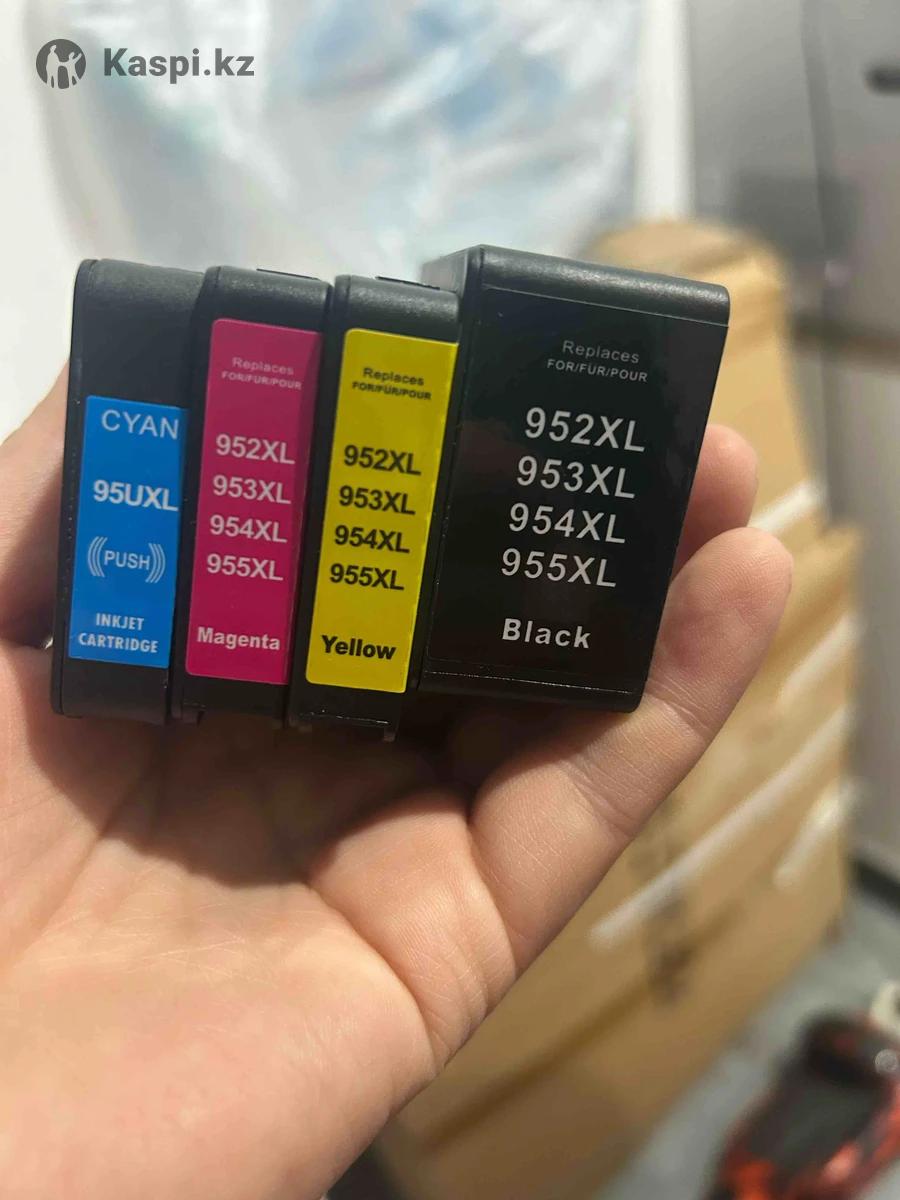 Kaspi.kz
CYAN
95UXL
PUSH
INKJET
CARTRIDGE
Replaces
FOR/FÜR/POUR
952XL
953XL
954XL
955XL
Magenta
Replaces
FOR/FÜR/POUR
952XL
953XL
954XL
955XL
Yellow
Replaces
FOR/FÜR/POUR
952XL
953XL
954XL
955XL
Black